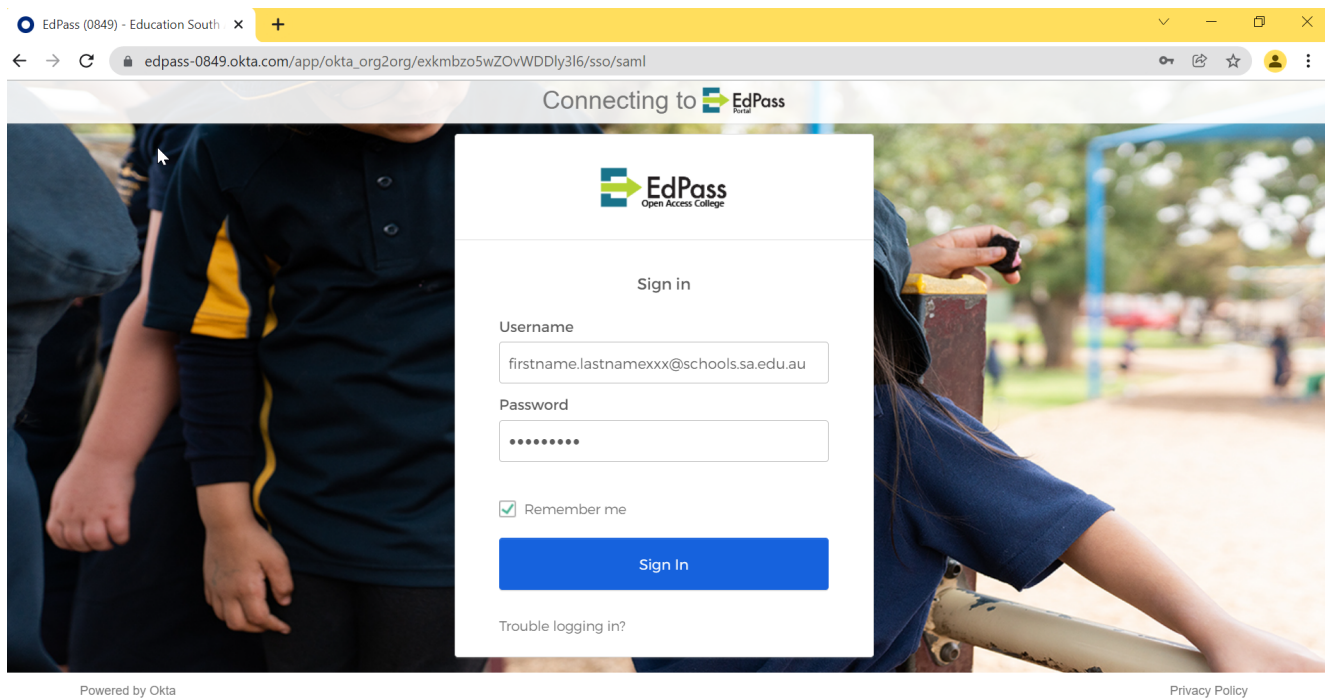 EdPass (0849) - Education South
edpass-0849.okta.com/app/okta_org2org/exkmbzo5wZOvWDDly3l6/sso/saml
Connecting to EdPass
Portal
EdPass
Open Access College
Sign in
Username
firstname.lastnamexxx@schools.sa.edu.au
Password
•••••••••
Remember me
Sign In
Trouble logging in?
Powered by Okta
Privacy Policy